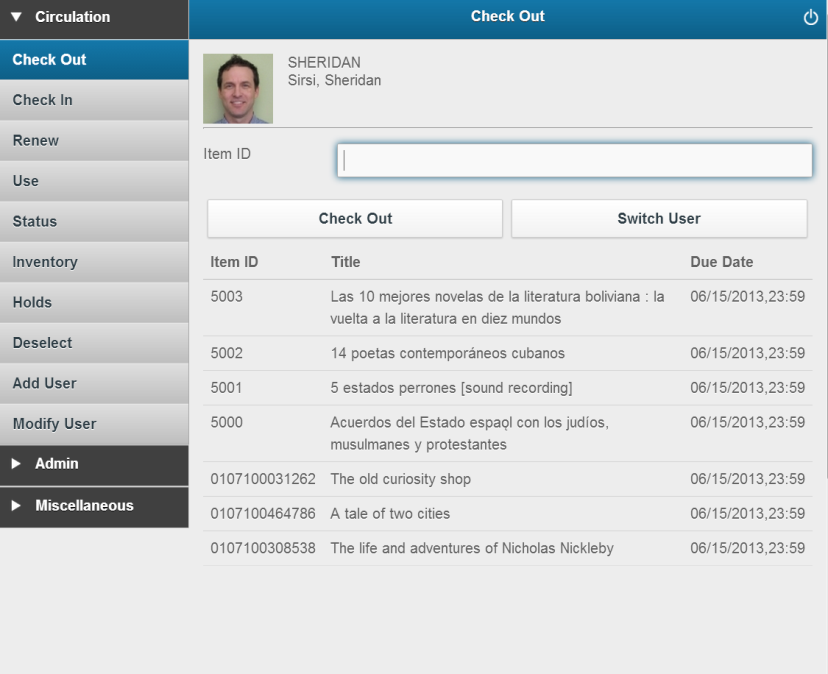 Circulation
Check Out
Check Out
Check In
Renew
Use
Status
Inventory
Holds
Deselect
Add User
Modify User
Admin
Miscellaneous
SHERIDAN
Sirsi, Sheridan
Item ID
Check Out Switch User
Item ID Title Due Date
5003 Las 10 mejores novelas de la literatura boliviana : la 06/15/2013,23:59
vuelta a la literatura en diez mundos
5002 14 poetas contemporáneos cubanos 06/15/2013,23:59
5001 5 estados perrones [sound recording] 06/15/2013,23:59
5000 Acuerdos del Estado espaọl con los judíos, 06/15/2013,23:59
musulmanes y protestantes
0107100031262 The old curiosity shop 06/15/2013,23:59
0107100464786 A tale of two cities 06/15/2013,23:59
0107100308538 The life and adventures of Nicholas Nickleby 06/15/2013,23:59